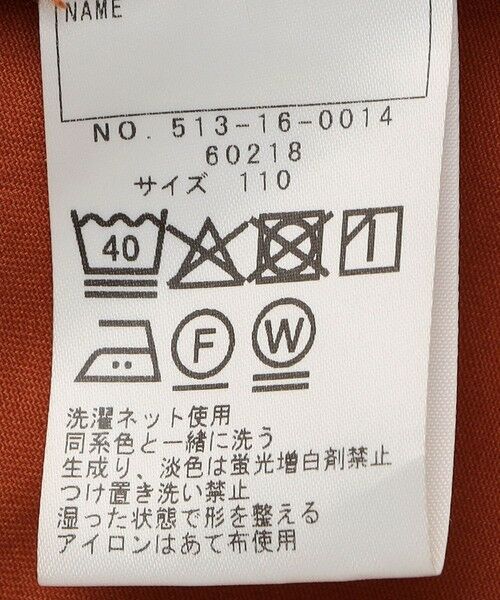 NAME
NO. 513-16-0014
60218
サイズ 110
40
F W
洗濯ネット使用
同系色と一緒に洗う
生成り、淡色は蛍光増白剤禁止
つけ置き洗い禁止
湿った状態で形を整える
アイロンはあて布使用